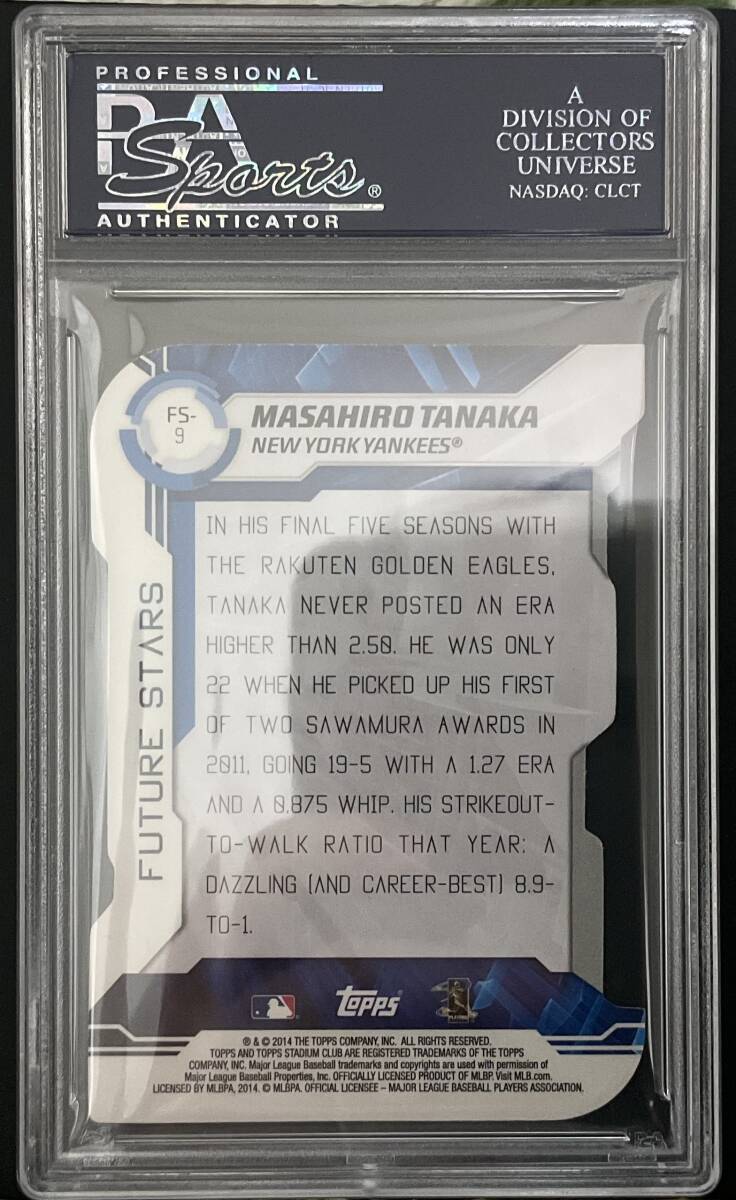 PROFESSIONAL
PSA
Sports®
AUTHENTICATOR
A
DIVISION OF
COLLECTORS
UNIVERSE
NASDAQ: CLCT
FS-
9
MASAHIRO TANAKA
NEW YORK YANKEES®
FUTURE STARS
IN HIS FINAL FIVE SEASONS WITH
THE RAKUTEN GOLDEN EAGLES,
TANAKA NEVER POSTED AN ERA
HIGHER THAN 2.50. HE WAS ONLY
22 WHEN HE PICKED UP HIS FIRST
OF TWO SAWAMURA AWARDS IN
2011, GOING 19-5 WITH A 1.27 ERA
AND A 0.875 WHIP. HIS STRIKEOUT-
TO-WALK RATIO THAT YEAR: A
DAZZLING (AND CAREER-BEST) 8.9-
TO-1.
TOPPS
® & © 2014 THE TOPPS COMPANY, INC. ALL RIGHTS RESERVED.
TOPPS AND TOPPS STADIUM CLUB ARE REGISTERED TRADEMARKS OF THE TOPPS
COMPANY, INC. Major League Baseball trademarks and copyrights are used with permission of
Major League Baseball Properties, Inc. OFFICIALLY LICENSED PRODUCT OF MLBP. Visit MLB.com.
LICENSED BY MLBPA, 2014. © MLBPA. OFFICIAL LICENSEE – MAJOR LEAGUE BASEBALL PLAYERS ASSOCIATION.